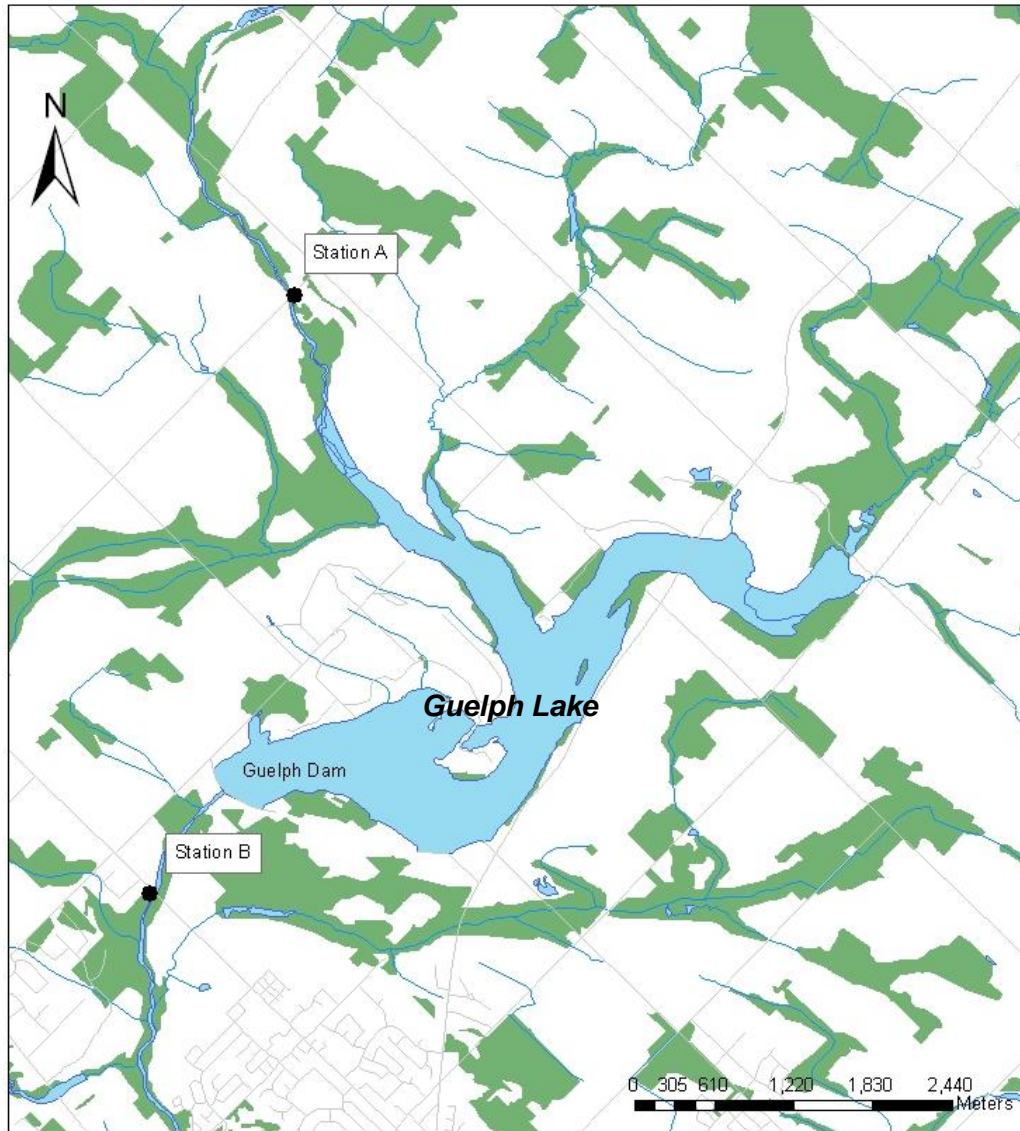 N
Station A
Guelph Lake
Guelph Dam
Station B
0 305 610 1,220 1,830 2,440
Meters